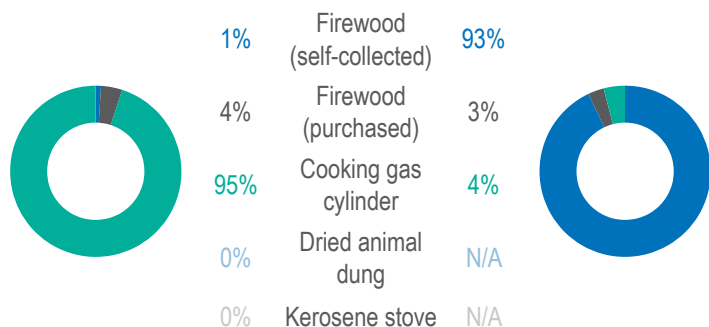 Firewood
1% (self-collected) 93%
Firewood
4% (purchased) 3%
Cooking gas
95% cylinder 4%
Dried animal
0% dung N/A
0% Kerosene stove N/A